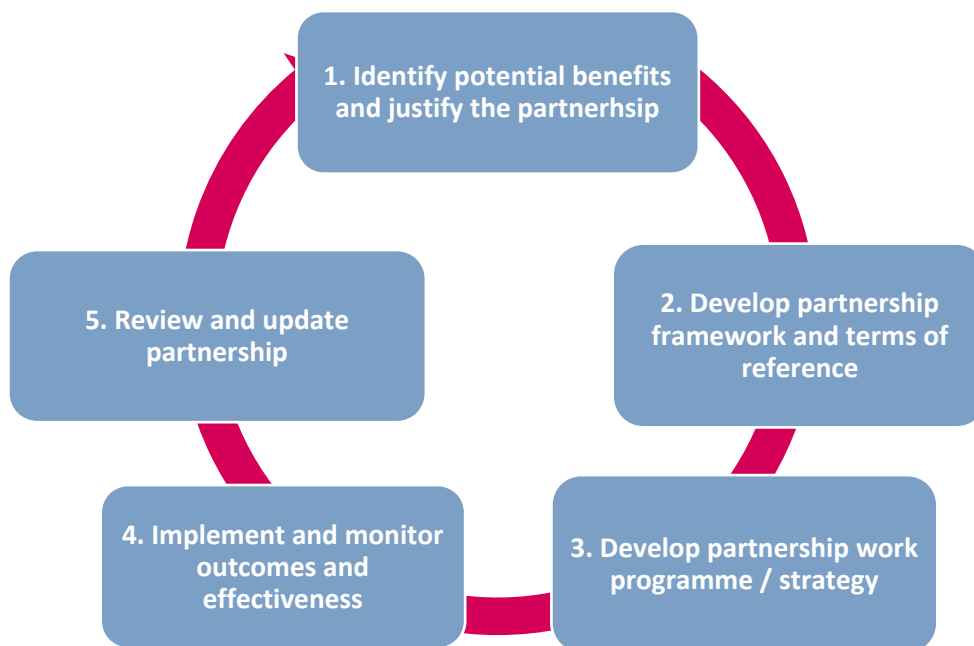 1. Identify potential benefits
and justify the partnerhsip
2. Develop partnership
framework and terms of
reference
3. Develop partnership work
programme / strategy
4. Implement and monitor
outcomes and
effectiveness
5. Review and update
partnership